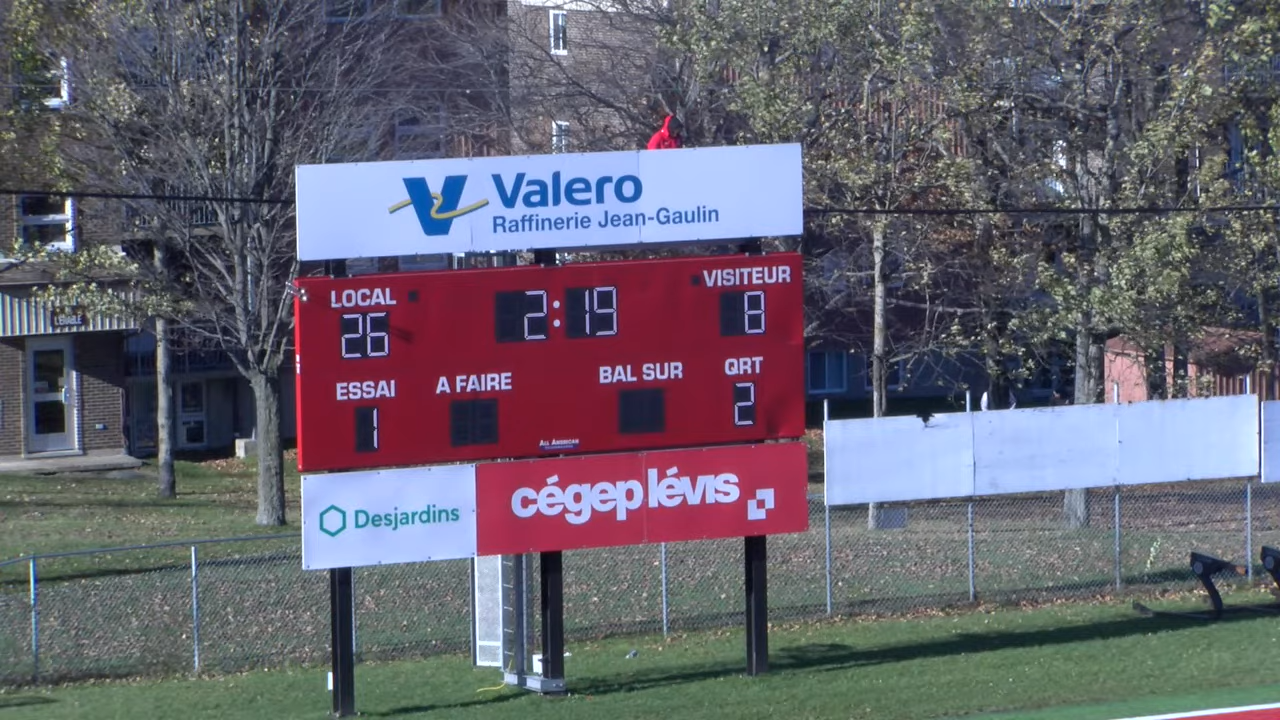 Valero
Raffinerie Jean-Gaulin
LOCAL
26
2:19
VISITEUR
8
ESSAI
1
A FAIRE
BAL SUR
QRT
2
ALL AMERICAN
Desjardins
cégep lévis